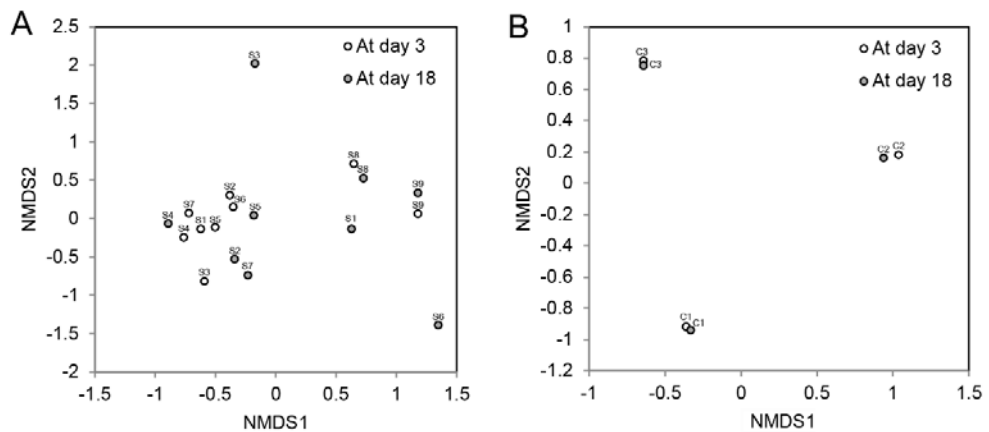 A
B
2.5
2
1.5
1
0.5
0
-0.5
-1
-1.5
-2
NMDS2
-1.5
-1
-0.5
0
0.5
1
1.5
NMDS1
At day 3
At day 18
S3
S8
S8
S9
S9
S2
S6
S7
S4
S1
S5
S5
S4
S1
S2
S7
S3
S6
1
0.8
0.6
0.4
0.2
0
-0.2
-0.4
-0.6
-0.8
-1
-1.2
NMDS2
-1
-0.5
0
0.5
1
1.5
NMDS1
At day 3
At day 18
C3
C3
C2
C2
C1
C1